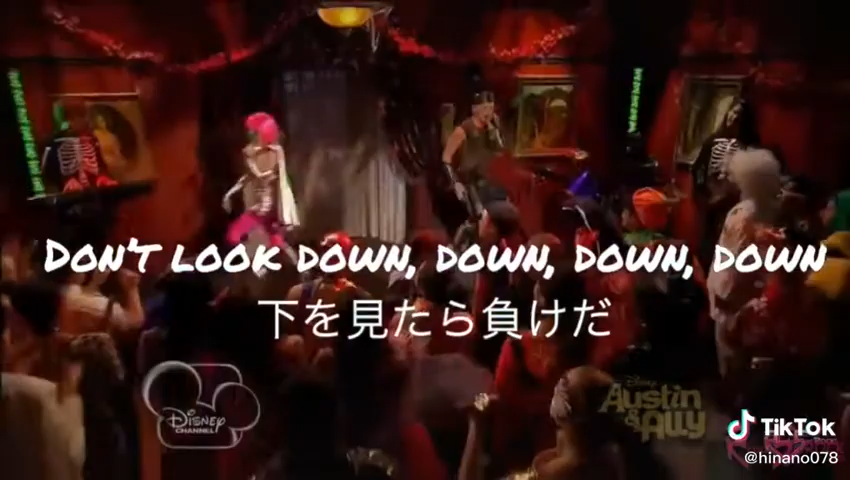 DON'T LOOK DOWN, DOWN, DOWN, DOWN
下を見たら負けだ
DISNEY
CHANNEL
Disney
Austin
& Ally
TikTok
@hinano078